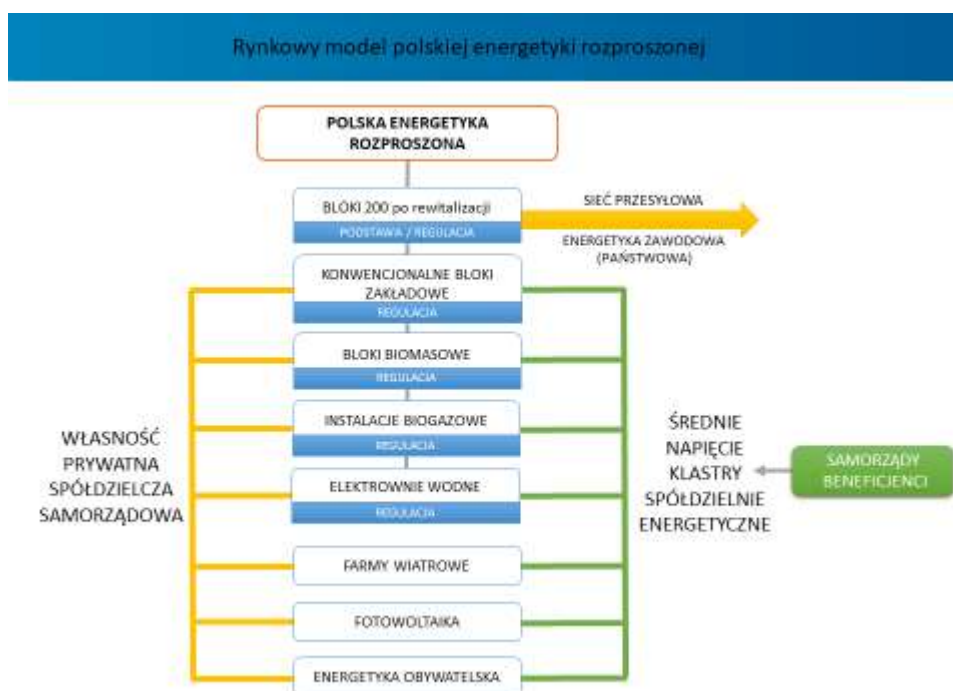 Rynkowy model polskiej energetyki rozproszonej
POLSKA ENERGETYKA
ROZPROSZONA
BLOKI 200 po rewitalizacji
PODSTAWA / REGULACJA
SIEĆ PRZESYŁOWA
ENERGETYKA ZAWODOWA
(PAŃSTWOWA)
KONWENCJONALNE BLOKI
ZAKŁADOWE
REGULACJA
BLOKI BIOMASOWE
REGULACJA
INSTALACJE BIOGAZOWE
REGULACJA
ELEKTROWNIE WODNE
REGULACJA
FARMY WIATROWE
FOTOWOLTAIKA
ENERGETYKA OBYWATELSKA
WŁASNOŚĆ
PRYWATNA
SPÓŁDZIELCZA
SAMORZĄDOWA
ŚREDNIE
NAPIĘCIE
KLASTRY
SPÓŁDZIELNIE
ENERGETYCZNE
SAMORZĄDY
BENEFICIENCI